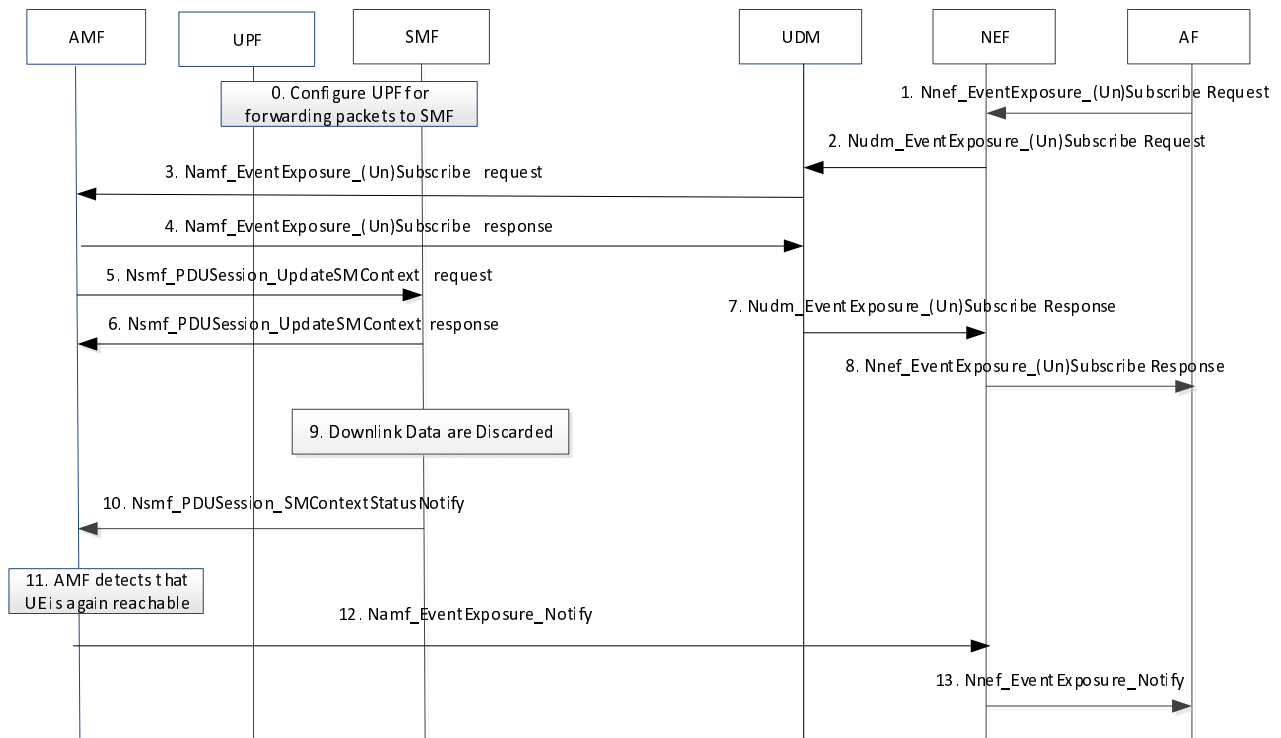 AMF
UPF
SMF
UDM
NEF
AF
0. Configure UPF for
forwarding packets to SMF
1. Nnef_EventExposure_(Un)Subscribe Request
2. Nudm_EventExposure_(Un)Subscribe Request
3. Namf_EventExposure_(Un)Subscribe request
4. Namf_EventExposure_(Un)Subscribe response
5. Nsmf_PDUSession_UpdateSMContext request
6. Nsmf_PDUSession_UpdateSMContext response
7. Nudm_EventExposure_(Un)Subscribe Response
8. Nnef_EventExposure_(Un)Subscribe Response
9. Downlink Data are Discarded
10. Nsmf_PDUSession_SMContextStatusNotify
11. AMF detects that
UE is again reachable
12. Namf_EventExposure_Notify
13. Nnef_EventExposure_Notify